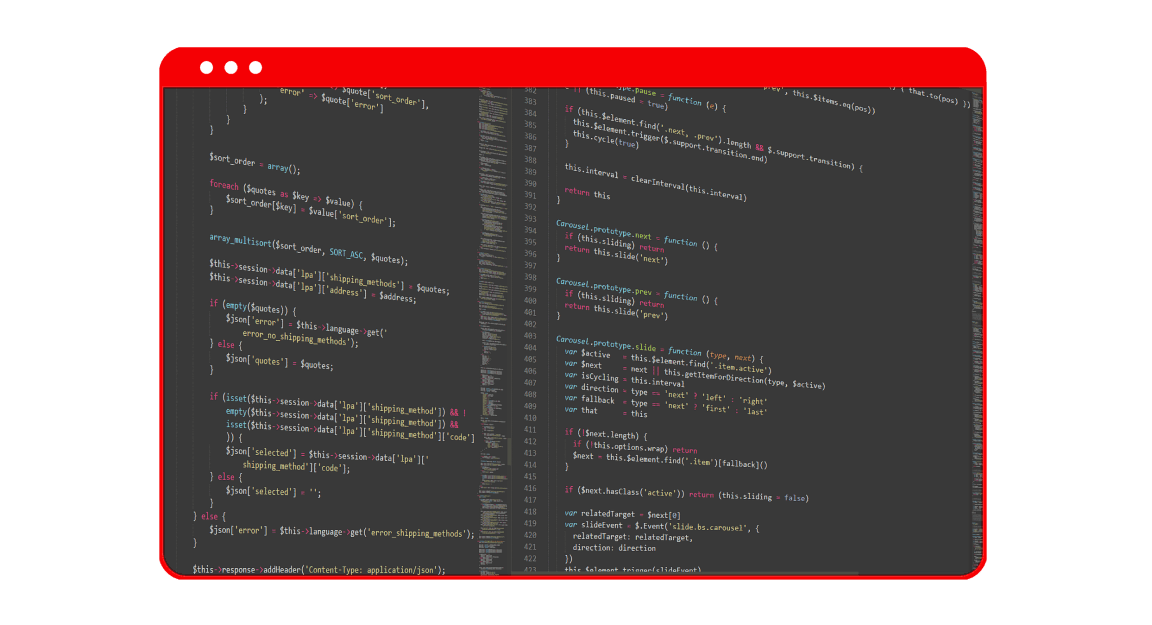 error' => $quote['sort_order'],
); $quote['error']
}
}
}
$sort_order = array();
foreach ($quotes as $key => $value) {
$sort_order[$key] = $value['sort_order'];
}
array_multisort($sort_order, SORT_ASC, $quotes);
$this->session->data['lpa']['shipping_methods'] = $quotes;
$this->session->data['lpa']['address'] = $address;
if (empty($quotes)) {
$json['error'] = $this->language->get('
error_no_shipping_methods');
} else {
$json['quotes'] = $quotes;
}
if (isset($this->session->data['lpa']['shipping_method']) && !
empty($this->session->data['lpa']['shipping_method']) &&
isset($this->session->data['lpa']['shipping_method']['code']
)) {
$json['selected'] = $this->session->data['lpa']['
shipping_method']['code'];
} else {
$json['selected'] = '';
}
} else {
$json['error'] = $this->language->get('error_shipping_methods');
}
$this->response->addHeader('Content-Type: application/json');
382
383 .pause = function (e) {
384 (this.paused = true)
385 if (this.$element.find('.next, .prev').length && $.support.transition) {
386 this.$element.trigger($.support.transition.end)
387 this.cycle(true)
388 }
389
390 this.interval = clearInterval(this.interval)
391
392 return this
393 }
394
395 Carousel.prototype.next = function () {
396 if (this.sliding) return
397 return this.slide('next')
398 }
399
400 Carousel.prototype.prev = function () {
401 if (this.sliding) return
402 return this.slide('prev')
403 }
404
405 Carousel.prototype.slide = function (type, next) {
406 var $active = this.$element.find('.item.active')
407 var $next = next || this.getItemForDirection(type, $active)
408 var isCycling = this.interval
409 var direction = type == 'next' ? 'left' : 'right'
410 var fallback = type == 'next' ? 'first' : 'last'
411 var that = this
412
413 if (!$next.length) {
414 if (!this.options.wrap) return
415 $next = this.$element.find('.item')[fallback]()
416 }
417
418 if ($next.hasClass('active')) return (this.sliding = false)
419
420 var relatedTarget = $next[0]
421 var slideEvent = $.Event('slide.bs.carousel', {
422 relatedTarget: relatedTarget,
423 direction: direction
})
this.$element.trigger(slideEvent)